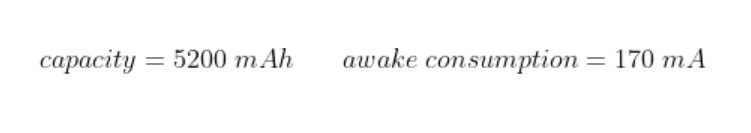 capacity = 5200 mAh awake consumption = 170 mA